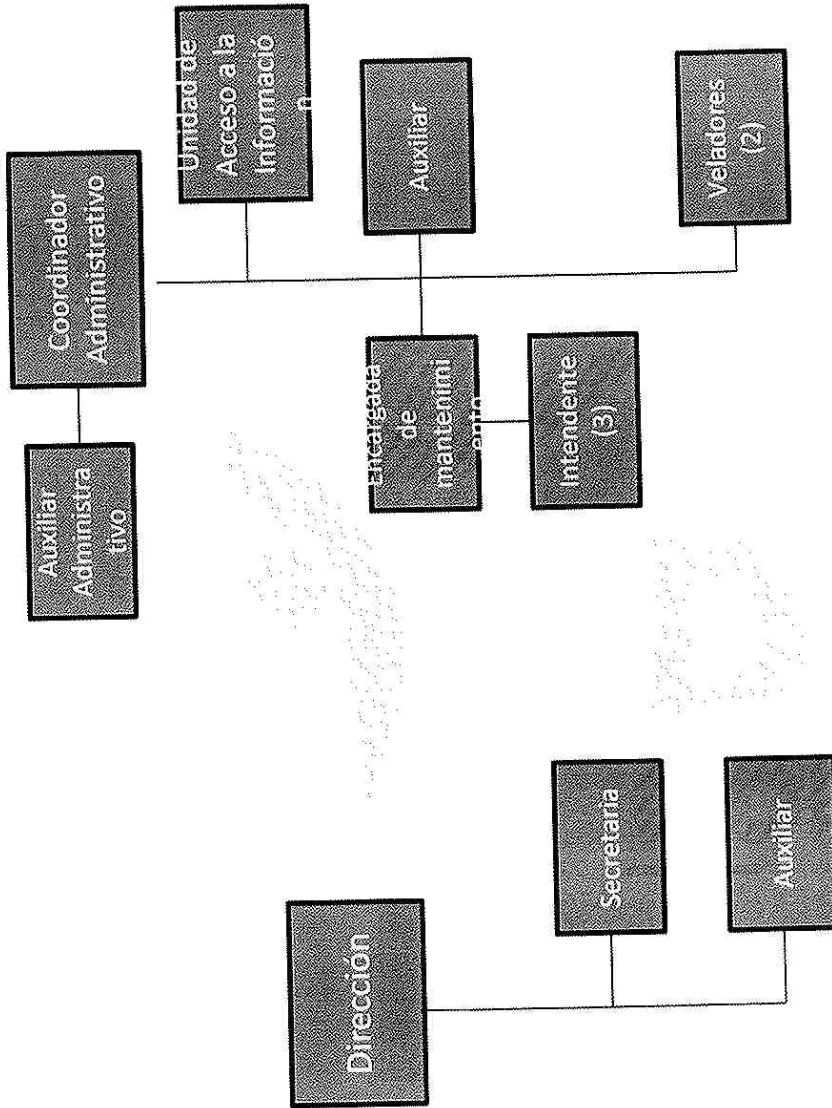 Dirección
Secretaria
Auxiliar
Auxiliar
Administra
tivo
Coordinador
Administrativo
Unidad de
Acceso a la
Informació
n
Encargada
de
mantenimi
ento
Auxiliar
Intendente
(3)
Veladores
(2)